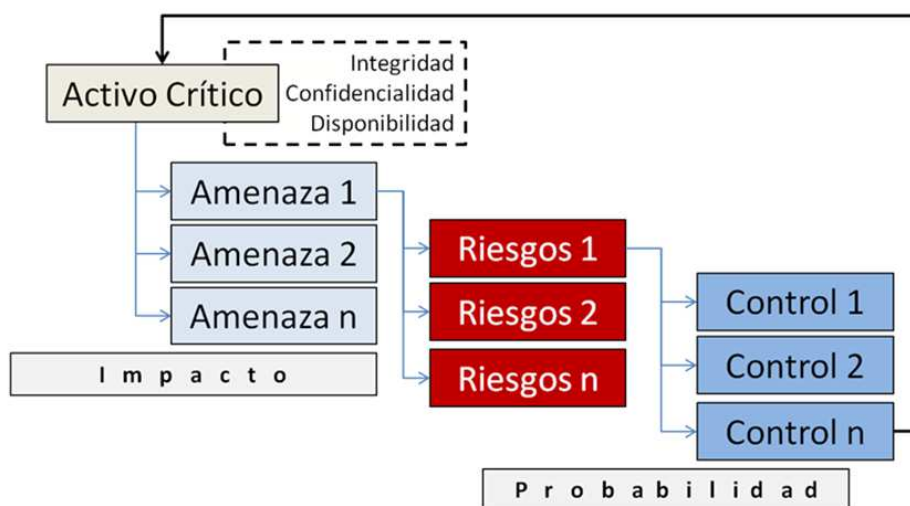 Integridad
Activo Crítico
Confidencialidad
Disponibilidad
Amenaza 1
Amenaza 2
Amenaza n
Riesgos 1
Riesgos 2
Riesgos n
Control 1
Control 2
Control n
Impacto
Probabilidad